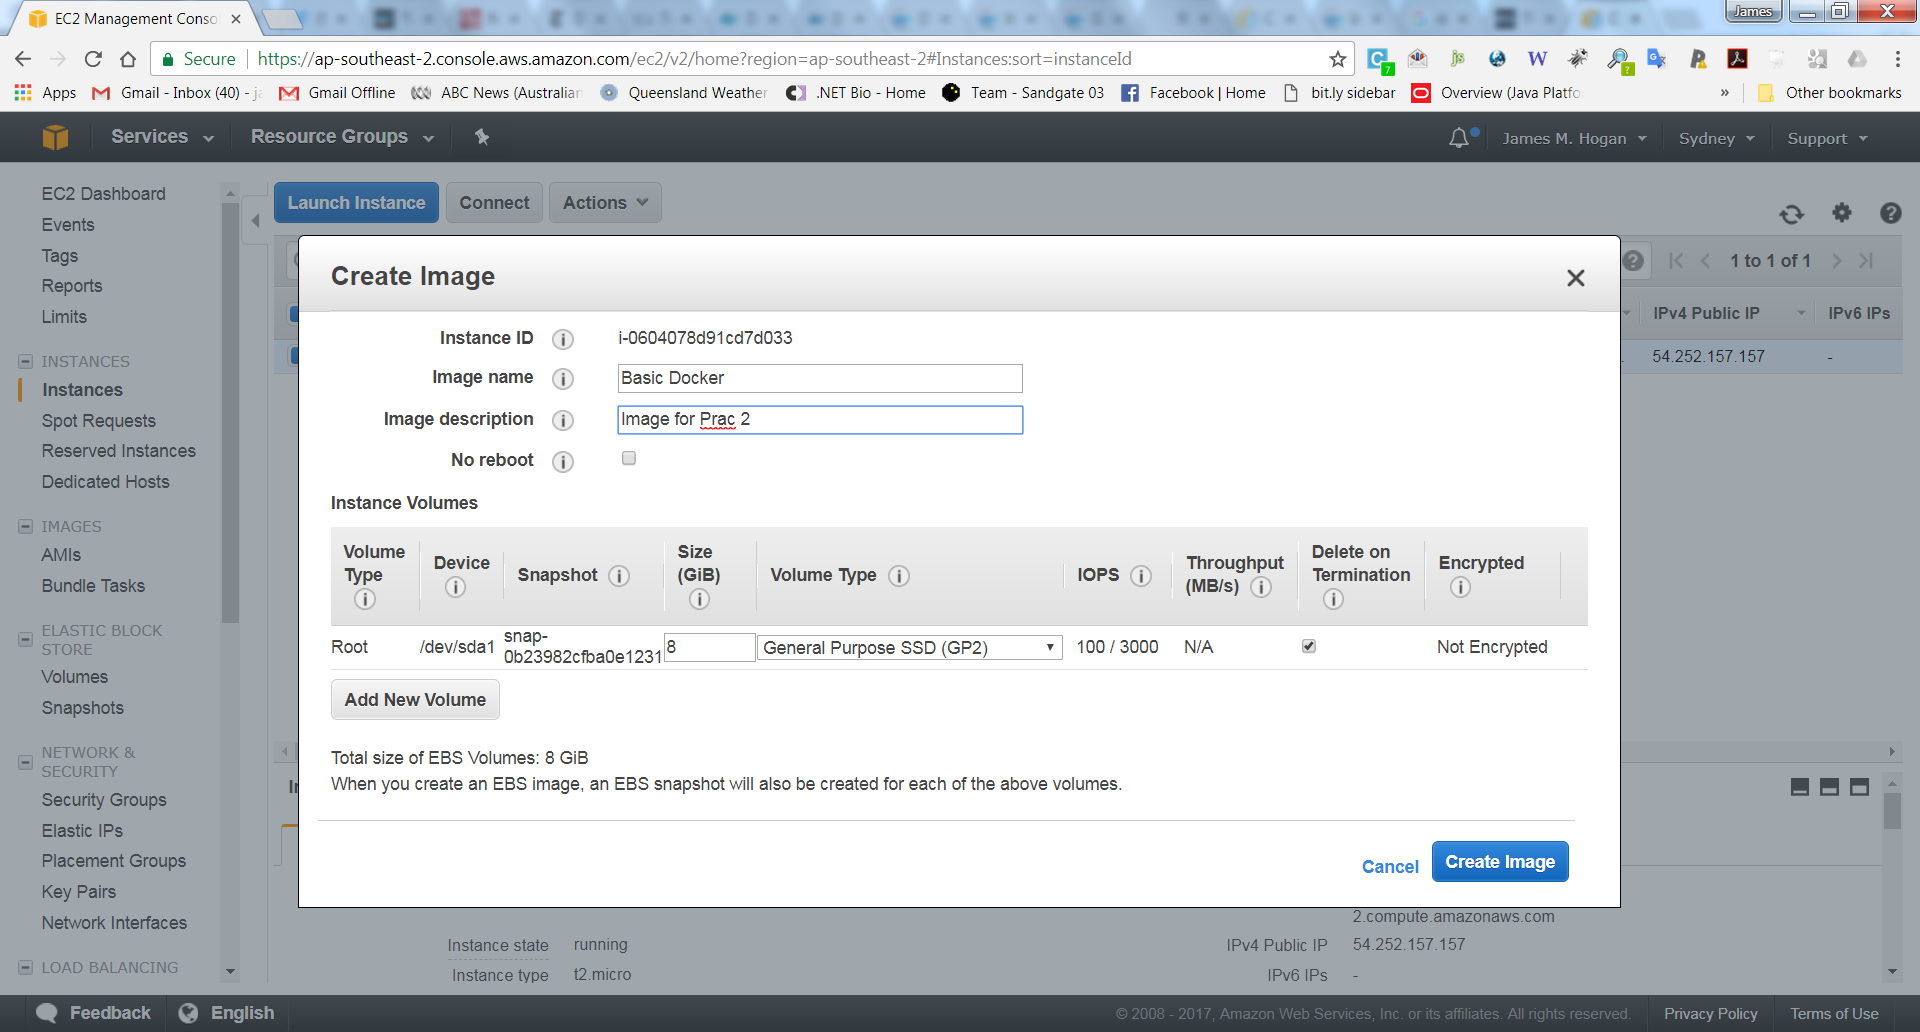 EC2 Management Conso
James
Secure
https://ap-southeast-2.console.aws.amazon.com/ec2/v2/home?region=ap-southeast-2#Instances:sort=instanceId
Apps
Gmail - Inbox (40) - ja
Gmail Offline
ABC News (Australian
Queensland Weather
.NET Bio - Home
Team - Sandgate 03
Facebook | Home
bit.ly sidebar
Overview (Java Platfo
»
Other bookmarks
Services
Resource Groups
James M. Hogan
Sydney
Support
EC2 Dashboard
Events
Tags
Reports
Limits
INSTANCES
Instances
Spot Requests
Reserved Instances
Dedicated Hosts
IMAGES
AMIs
Bundle Tasks
ELASTIC BLOCK
STORE
Volumes
Snapshots
NETWORK &
SECURITY
Security Groups
Elastic IPs
Placement Groups
Key Pairs
Network Interfaces
LOAD BALANCING
Launch Instance
Connect
Actions
1 to 1 of 1
IPv4 Public IP
IPv6 IPs
54.252.157.157
-
Create Image
Instance ID
i-0604078d91cd7d033
Image name
Basic Docker
Image description
Image for Prac 2
No reboot
Instance Volumes
Volume
Type
Device
Snapshot
Size
(GiB)
Volume Type
IOPS
Throughput
(MB/s)
Delete on
Termination
Encrypted
Root
/dev/sda1
snap-
0b23982cfba0e1231
8
General Purpose SSD (GP2)
100 / 3000
N/A
Not Encrypted
Add New Volume
Total size of EBS Volumes: 8 GiB
When you create an EBS image, an EBS snapshot will also be created for each of the above volumes.
Cancel
Create Image
2.compute.amazonaws.com
Instance state
running
IPv4 Public IP
54.252.157.157
Instance type
t2.micro
IPv6 IPs
-
Feedback
English
© 2008 - 2017, Amazon Web Services, Inc. or its affiliates. All rights reserved.
Privacy Policy
Terms of Use